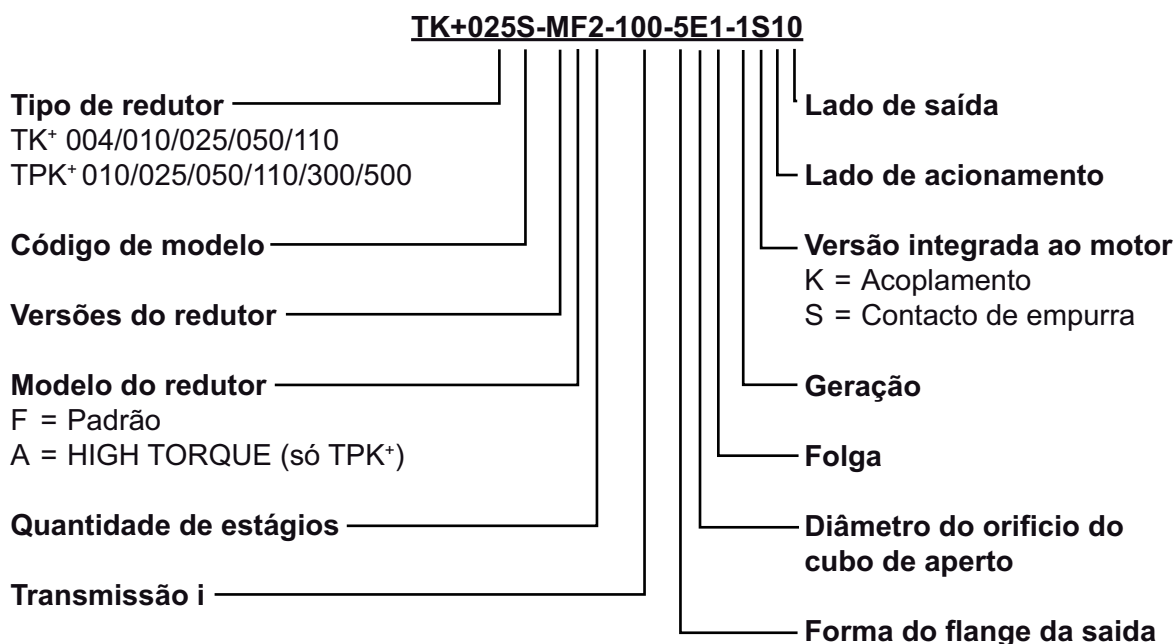 TK+025S-MF2-100-5E1-1S10
Tipo de redutor
TK⁺ 004/010/025/050/110
TPK⁺ 010/025/050/110/300/500
Código de modelo
Versões do redutor
Modelo do redutor
F = Padrão
A = HIGH TORQUE (só TPK⁺)
Quantidade de estágios
Transmissão i
Lado de saída
Lado de acionamento
Versão integrada ao motor
K = Acoplamento
S = Contacto de empurra
Geração
Folga
Diâmetro do orificio do
cubo de aperto
Forma do flange da saida